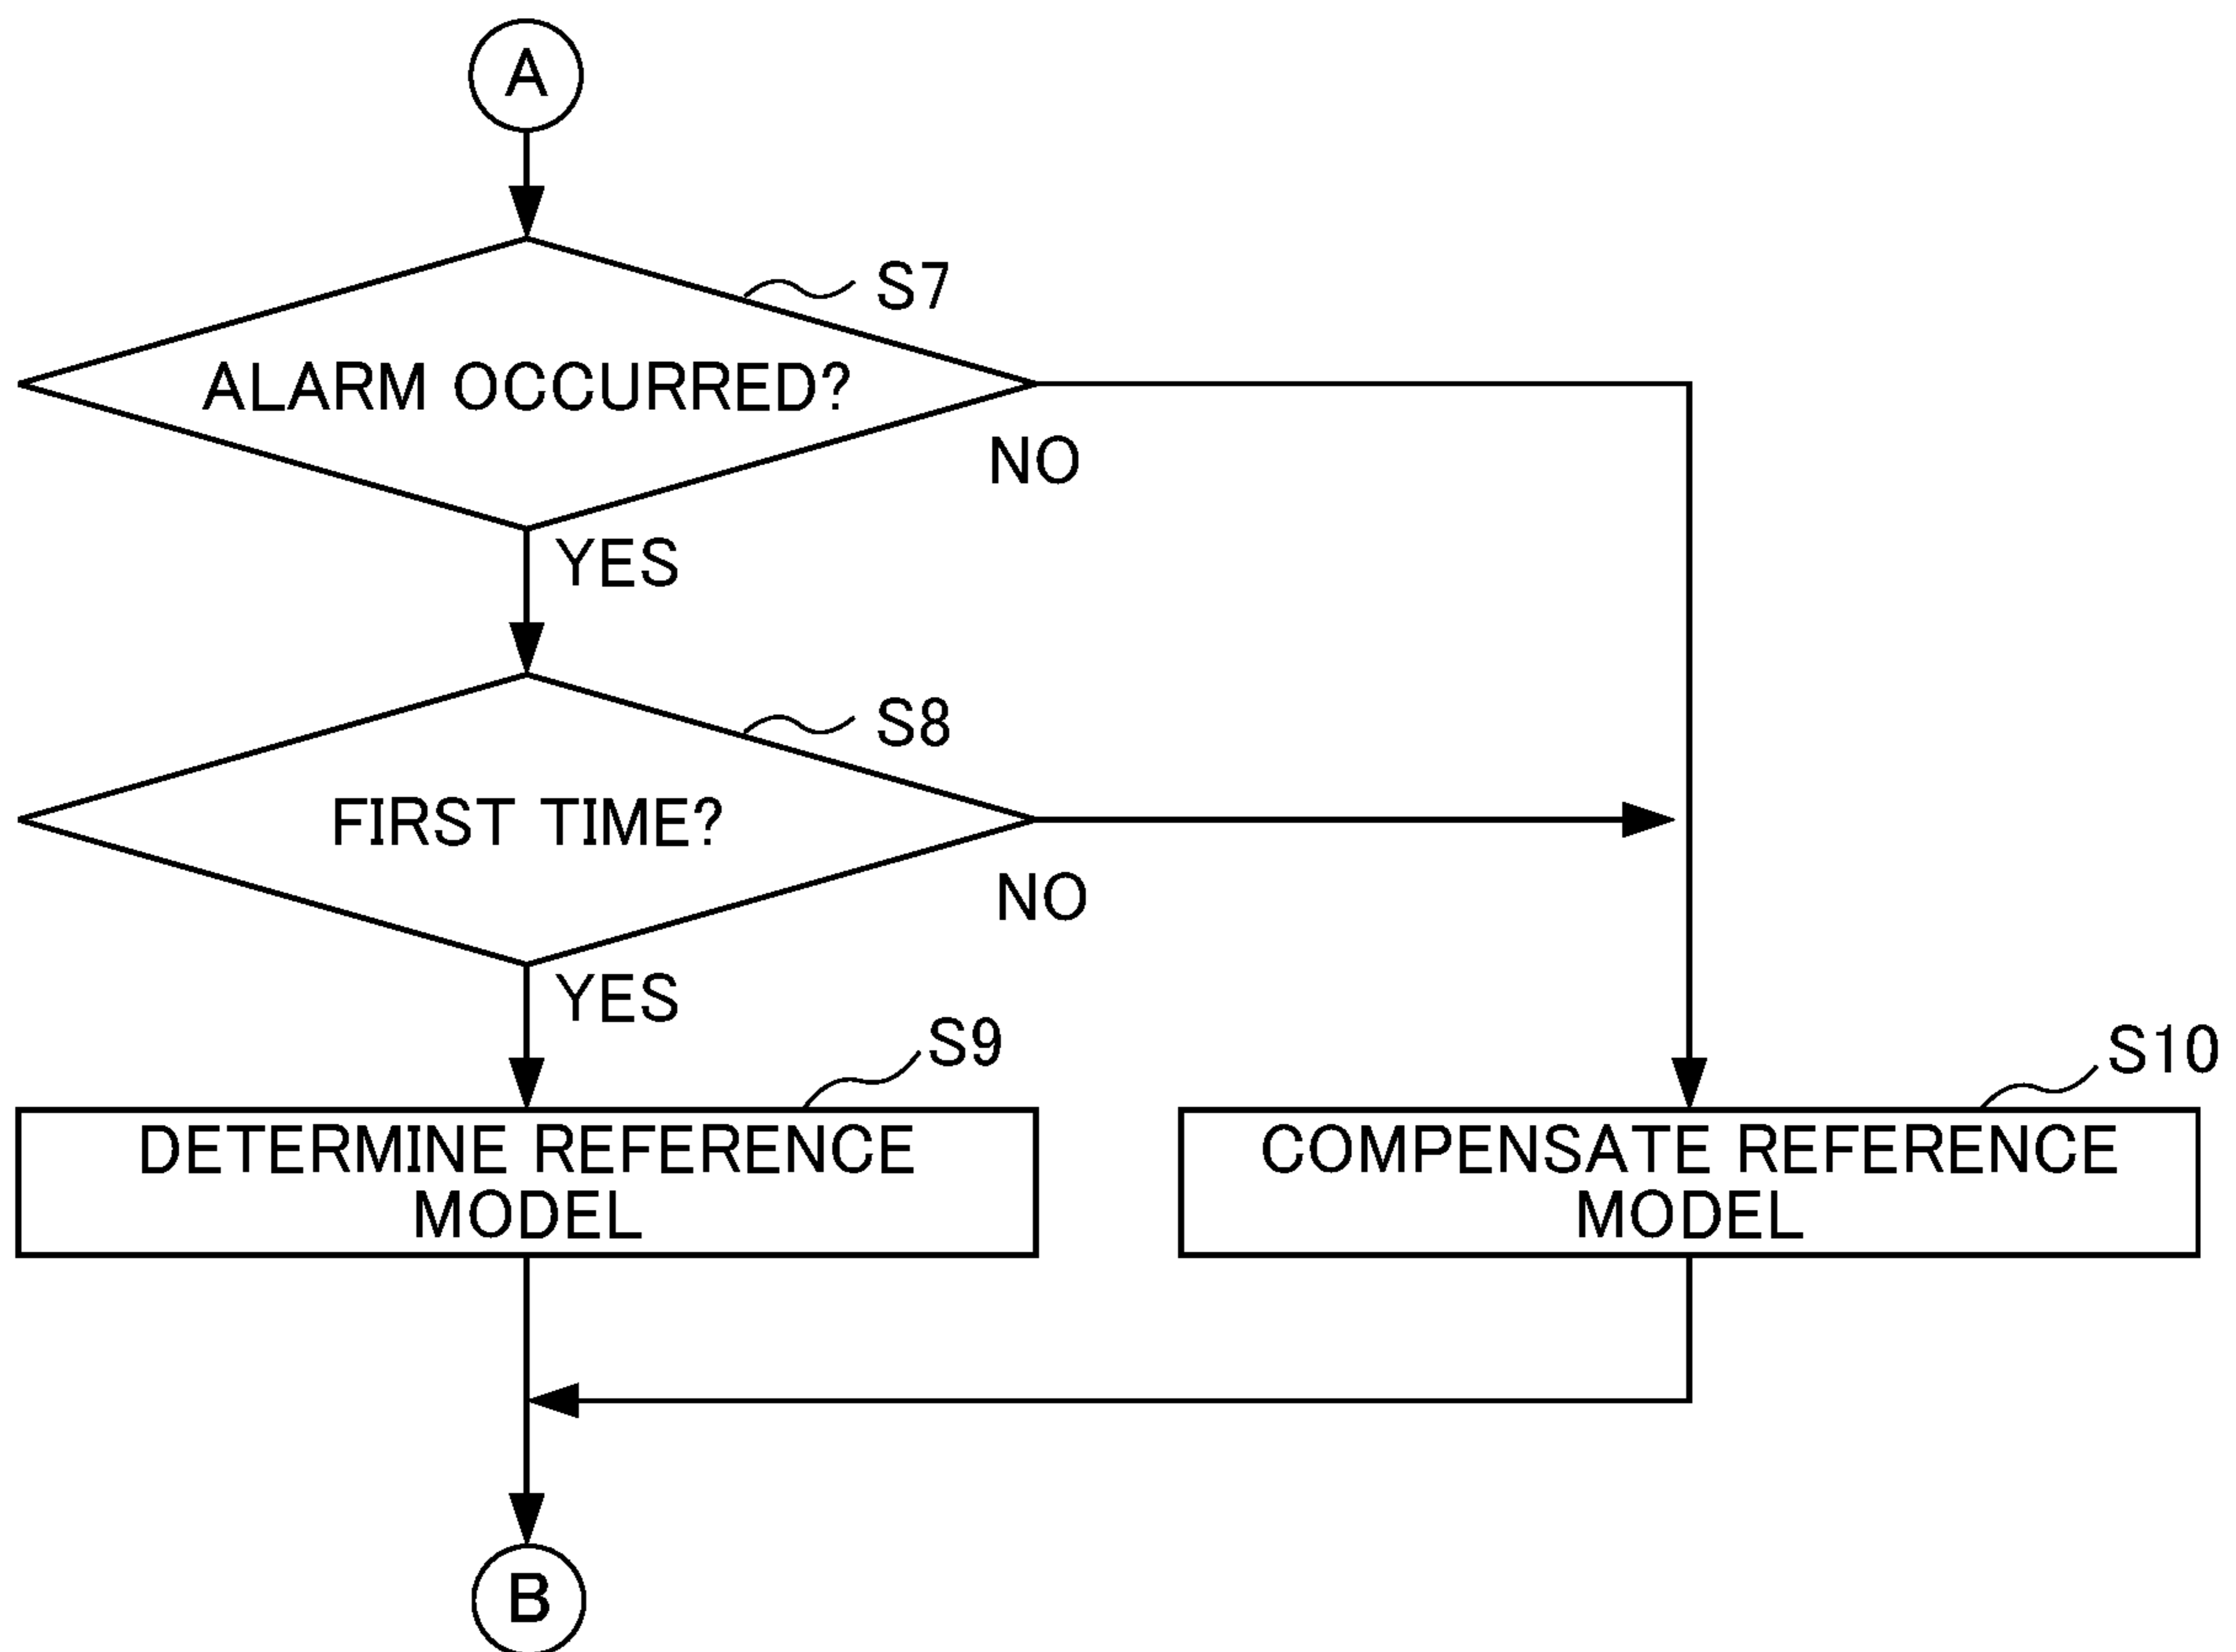 A
S7
ALARM OCCURRED?
NO
YES
S8
FIRST TIME?
NO
YES
S9
DETERMINE REFERENCE
MODEL
S10
COMPENSATE REFERENCE
MODEL
B